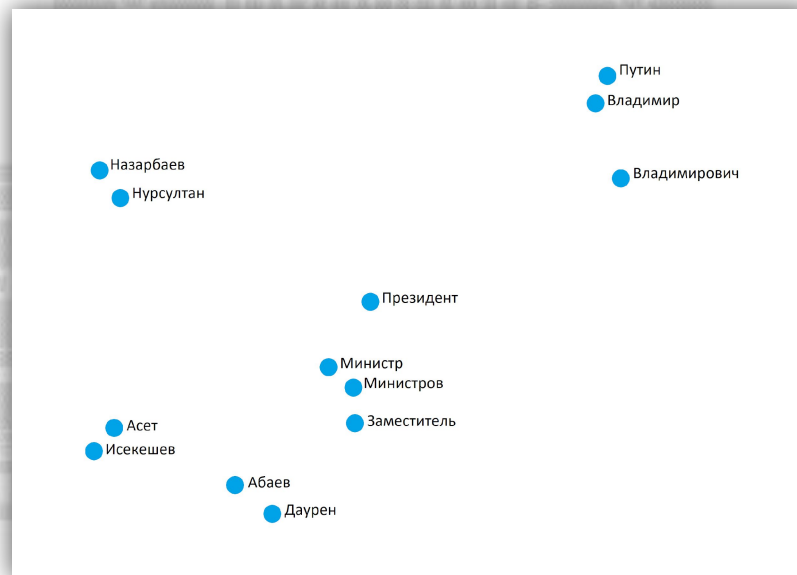 Путин
Владимир
Назарбаев
Владимирович
Нурсултан
Президент
Министр
Министров
Заместитель
Асет
Исекешев
Абаев
Даурен